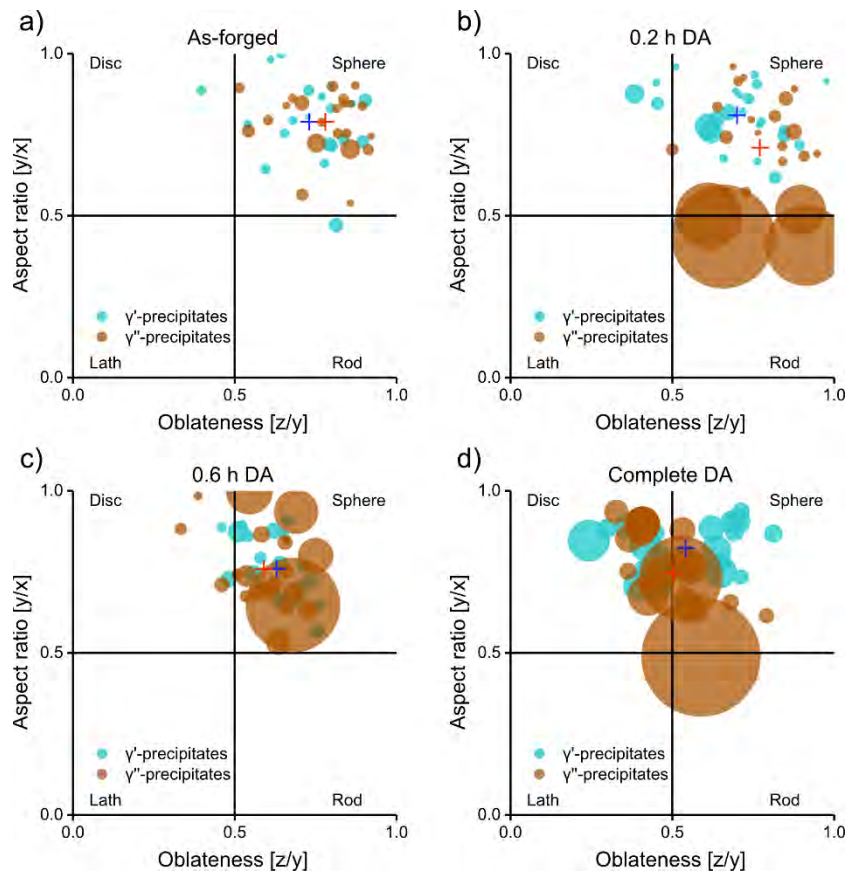 a)
As-forged
1.0
Disc
Sphere
Aspect ratio [y/x]
0.5
γ'-precipitates
γ''-precipitates
Lath
Rod
0.0
0.0
0.5
1.0
Oblateness [z/y]
b)
0.2 h DA
1.0
Disc
Sphere
Aspect ratio [y/x]
0.5
γ'-precipitates
γ''-precipitates
Lath
Rod
0.0
0.0
0.5
1.0
Oblateness [z/y]
c)
0.6 h DA
1.0
Disc
Sphere
Aspect ratio [y/x]
0.5
γ'-precipitates
γ''-precipitates
Lath
Rod
0.0
0.0
0.5
1.0
Oblateness [z/y]
d)
Complete DA
1.0
Disc
Sphere
Aspect ratio [y/x]
0.5
γ'-precipitates
γ''-precipitates
Lath
Rod
0.0
0.0
0.5
1.0
Oblateness [z/y]